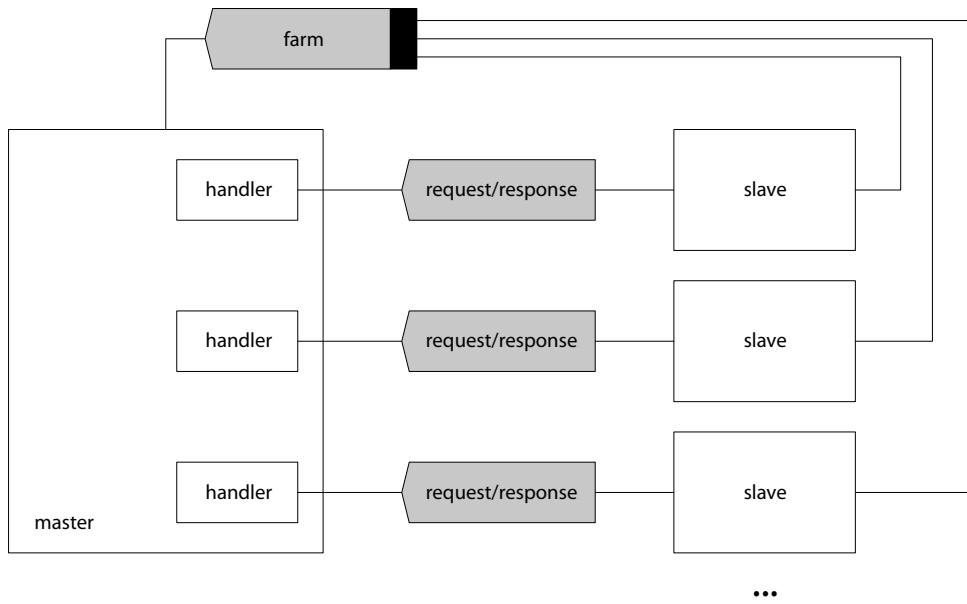 farm
handler
request/response
slave
handler
request/response
slave
handler
request/response
slave
master
...